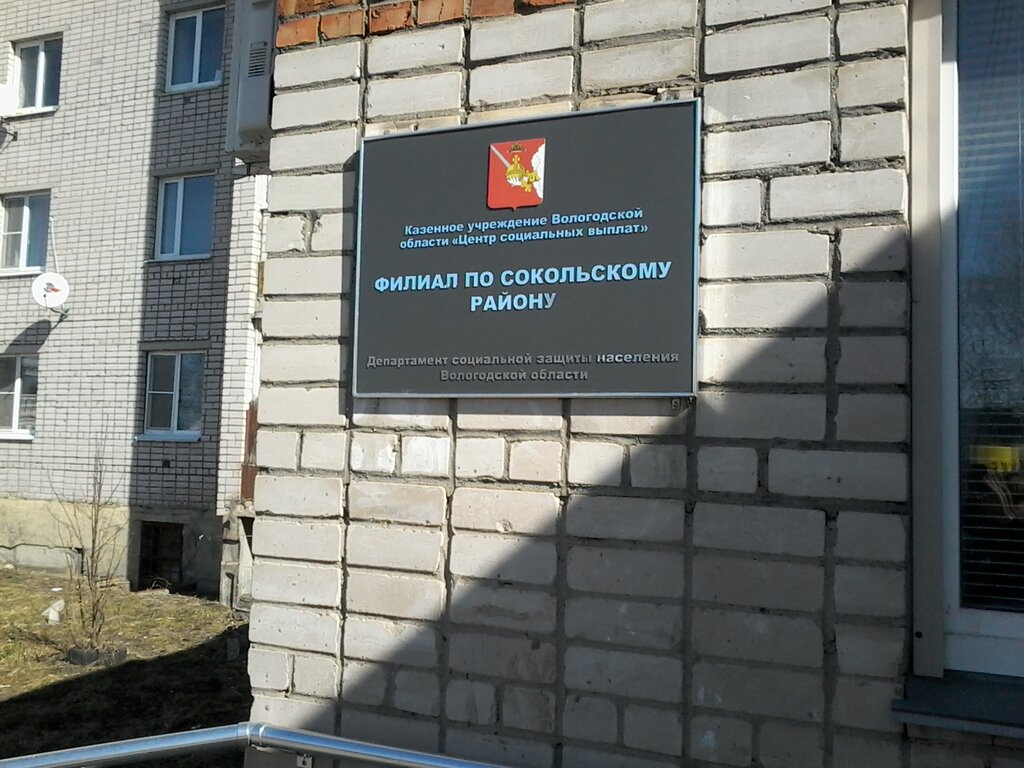 Казенное учреждение Вологодской
области «Центр социальных выплат»
ФИЛИАЛ ПО СОКОЛЬСКОМУ
РАЙОНУ
Департамент социальной защиты населения
Вологодской области